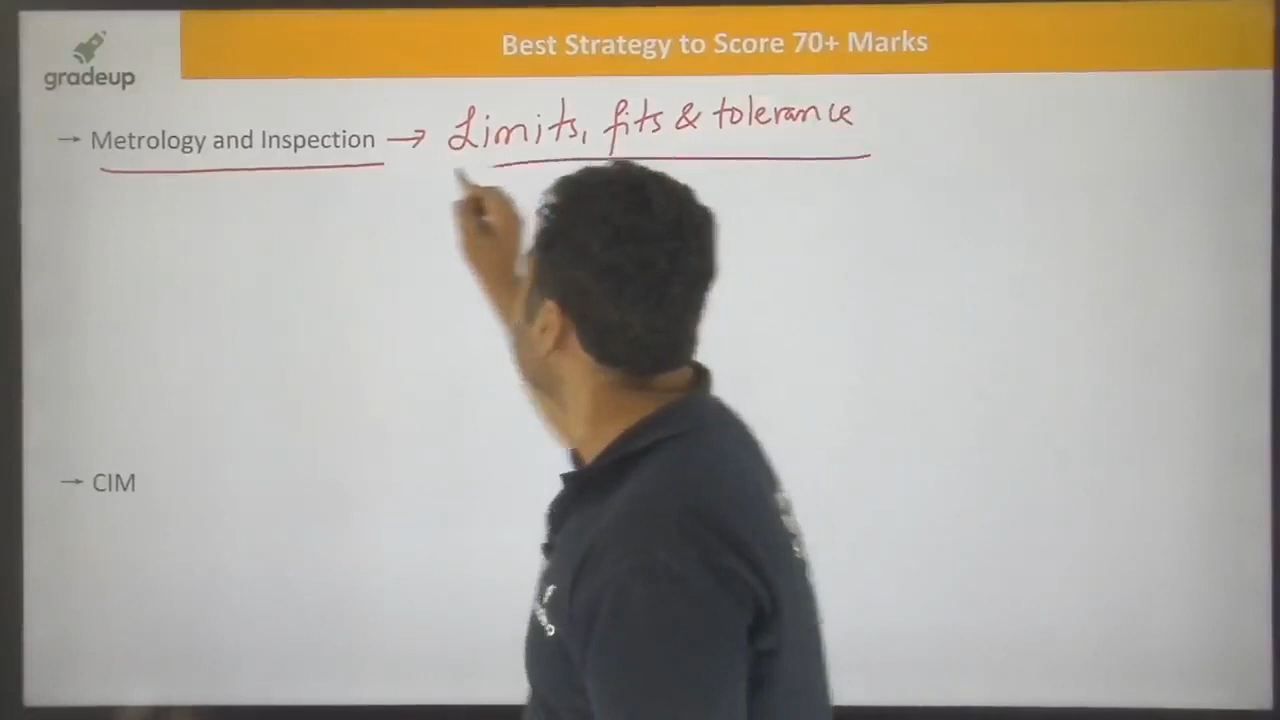 gradeup
Best Strategy to Score 70+ Marks
→ Metrology and Inspection → Limits, fits & tolerance
→ CIM